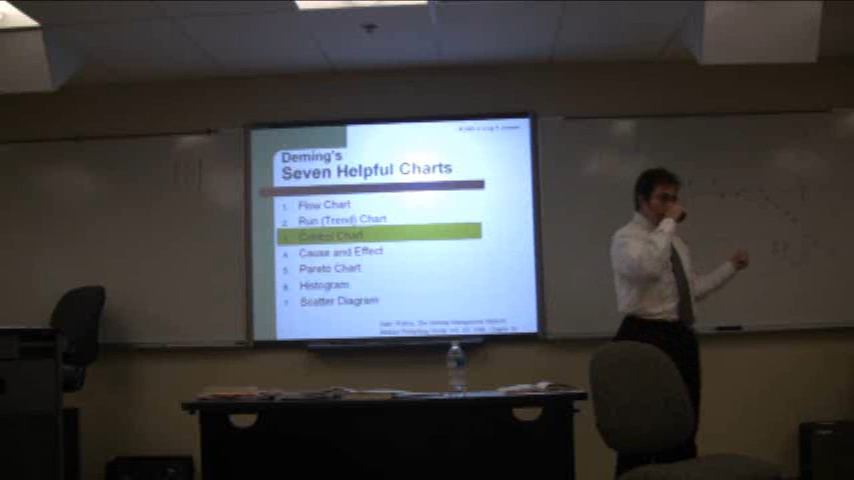 Deming's
Seven Helpful Charts
1. Flow Chart
2. Run (Trend) Chart
3. Control Chart
4. Cause and Effect
5. Pareto Chart
6. Histogram
7. Scatter Diagram